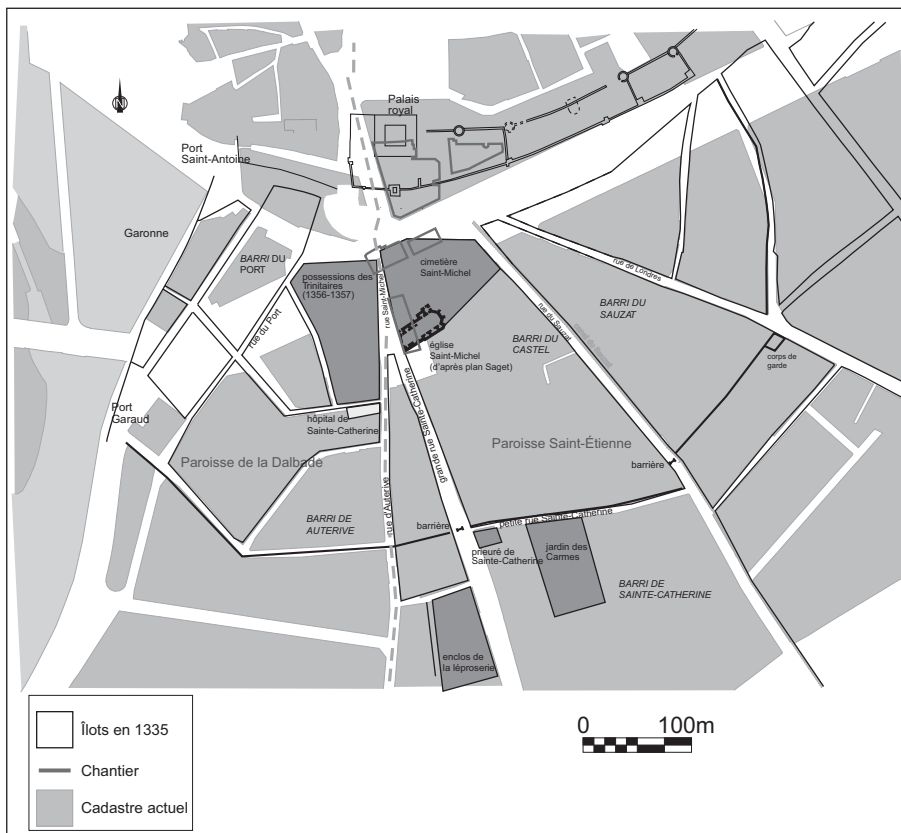 Palais
royal
N
Port
Saint-Antoine
Garonne
BARRI DU
PORT
possessions des
Trinitaires
(1356-1357)
rue Saint-Michel
cimetière
Saint-Michel
rue de Londres
BARRI DU
SAUZAT
rue du Sauzat
BARRI DU
CASTEL
rue du Port
église
Saint-Michel
(d'après plan Saget)
corps de
garde
Port
Garaud
hôpital de
Sainte-Catherine
grande rue Sainte-Catherine
Paroisse de la Dalbade
Paroisse Saint-Étienne
barrière
rue d'Auterive
BARRI DE
AUTERIVE
barrière
petite rue Sainte-Catherine
prieuré de
Sainte-Catherine
jardin des
Carmes
BARRI DE
SAINTE-CATHERINE
enclos de
la léproserie
Îlots en 1335
Chantier
Cadastre actuel
0 100m